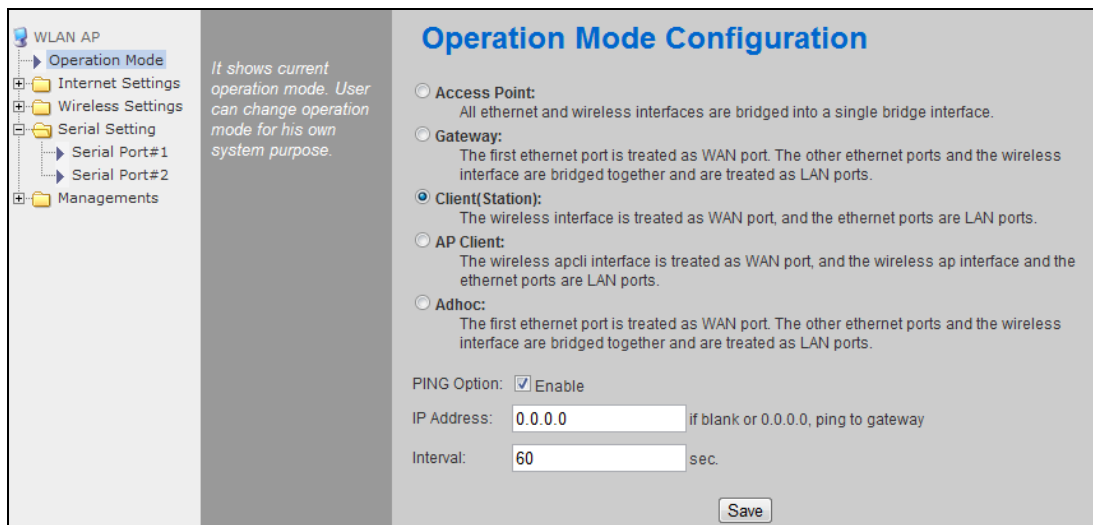 WLAN AP
Operation Mode
Internet Settings
Wireless Settings
Serial Setting
Serial Port#1
Serial Port#2
Managements
It shows current
operation mode. User
can change operation
mode for his own
system purpose.
Operation Mode Configuration
Access Point:
All ethernet and wireless interfaces are bridged into a single bridge interface.
Gateway:
The first ethernet port is treated as WAN port. The other ethernet ports and the wireless
interface are bridged together and are treated as LAN ports.
Client(Station):
The wireless interface is treated as WAN port, and the ethernet ports are LAN ports.
AP Client:
The wireless apcli interface is treated as WAN port, and the wireless ap interface and the
ethernet ports are LAN ports.
Adhoc:
The first ethernet port is treated as WAN port. The other ethernet ports and the wireless
interface are bridged together and are treated as LAN ports.
PING Option: Enable
IP Address: 0.0.0.0 if blank or 0.0.0.0, ping to gateway
Interval: 60 sec.
Save